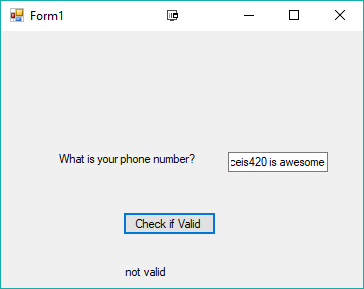 Form1
What is your phone number?
ceis420 is awesome
Check if Valid
not valid